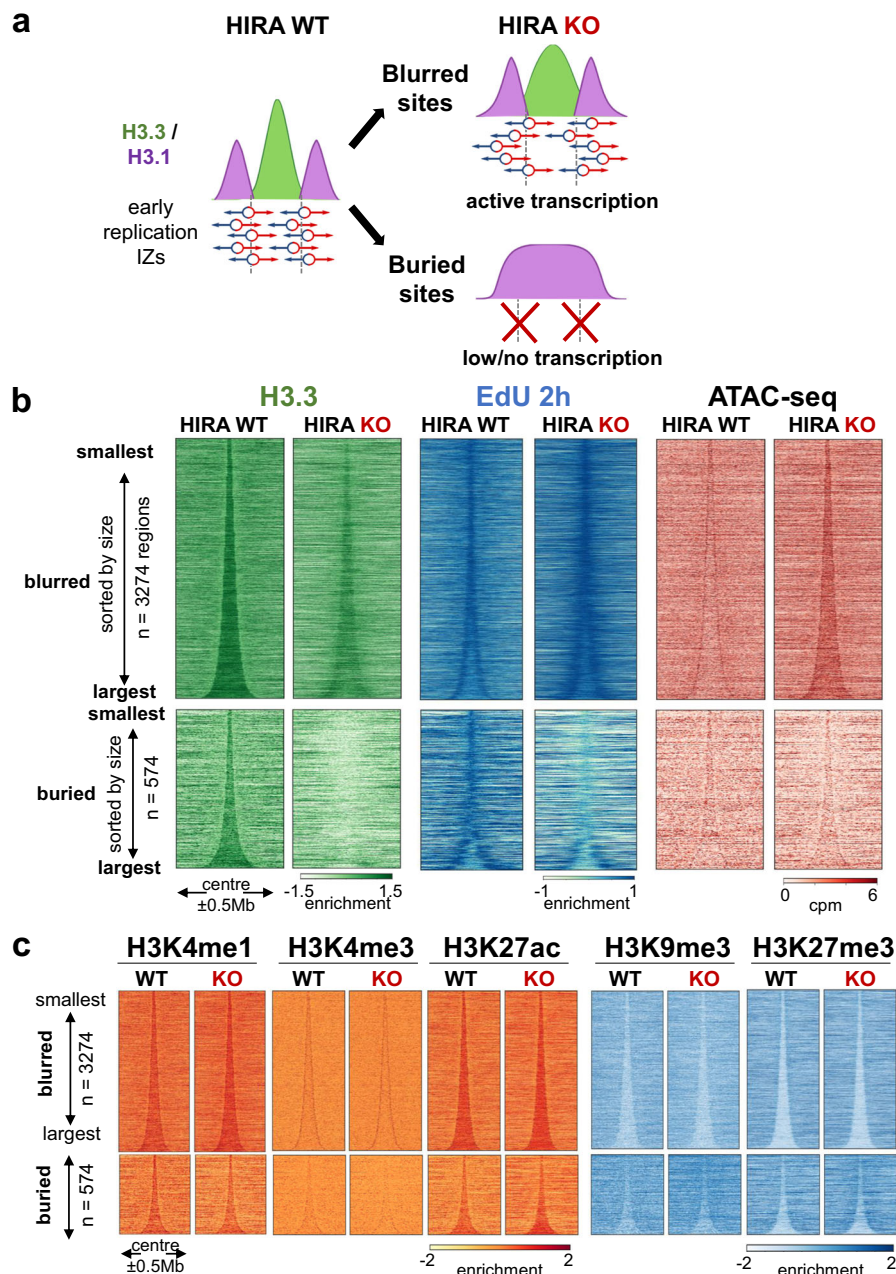 a
HIRA WT
HIRA KO
Blurred
sites
H3.3 /
H3.1
early
replication
IZs
active transcription
Buried
sites
low/no transcription
b
H3.3
EdU 2h
ATAC-seq
HIRA WT HIRA KO HIRA WT HIRA KO HIRA WT HIRA KO
smallest
blurred
sorted by size
n = 3274 regions
largest
smallest
buried
sorted by size
n = 574
largest
centre
±0.5Mb
-1.5 1.5
enrichment
-1 1
enrichment
0 6
cpm
c
H3K4me1 H3K4me3 H3K27ac H3K9me3 H3K27me3
WT KO WT KO WT KO WT KO WT KO
smallest
blurred
n = 3274
largest
buried
n = 574
centre
±0.5Mb
-2 2
enrichment
-2 2
enrichment